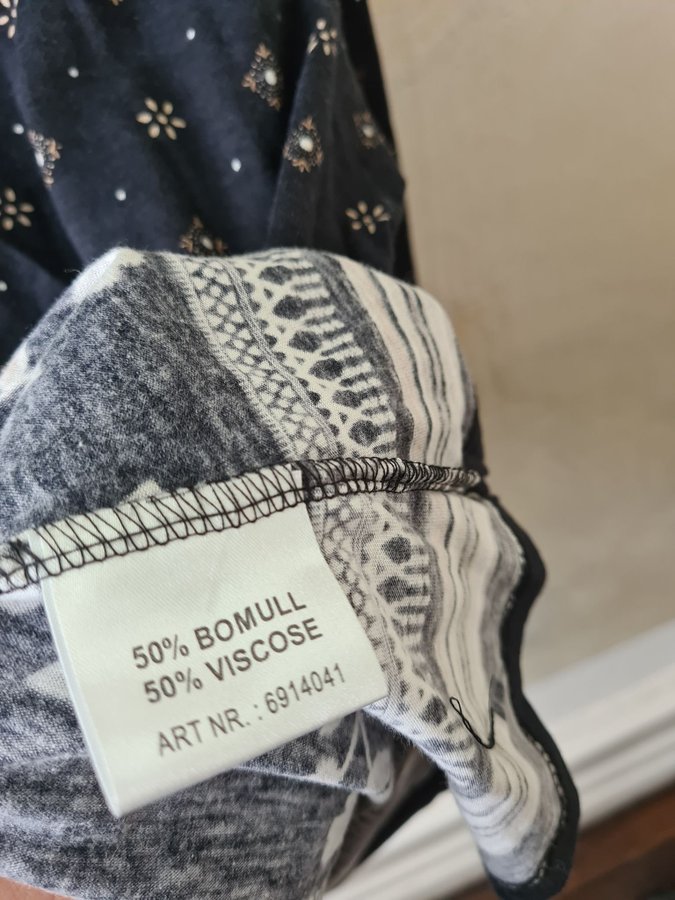 50% BOMULL
50% VISCOSE
ART NR. : 6914041